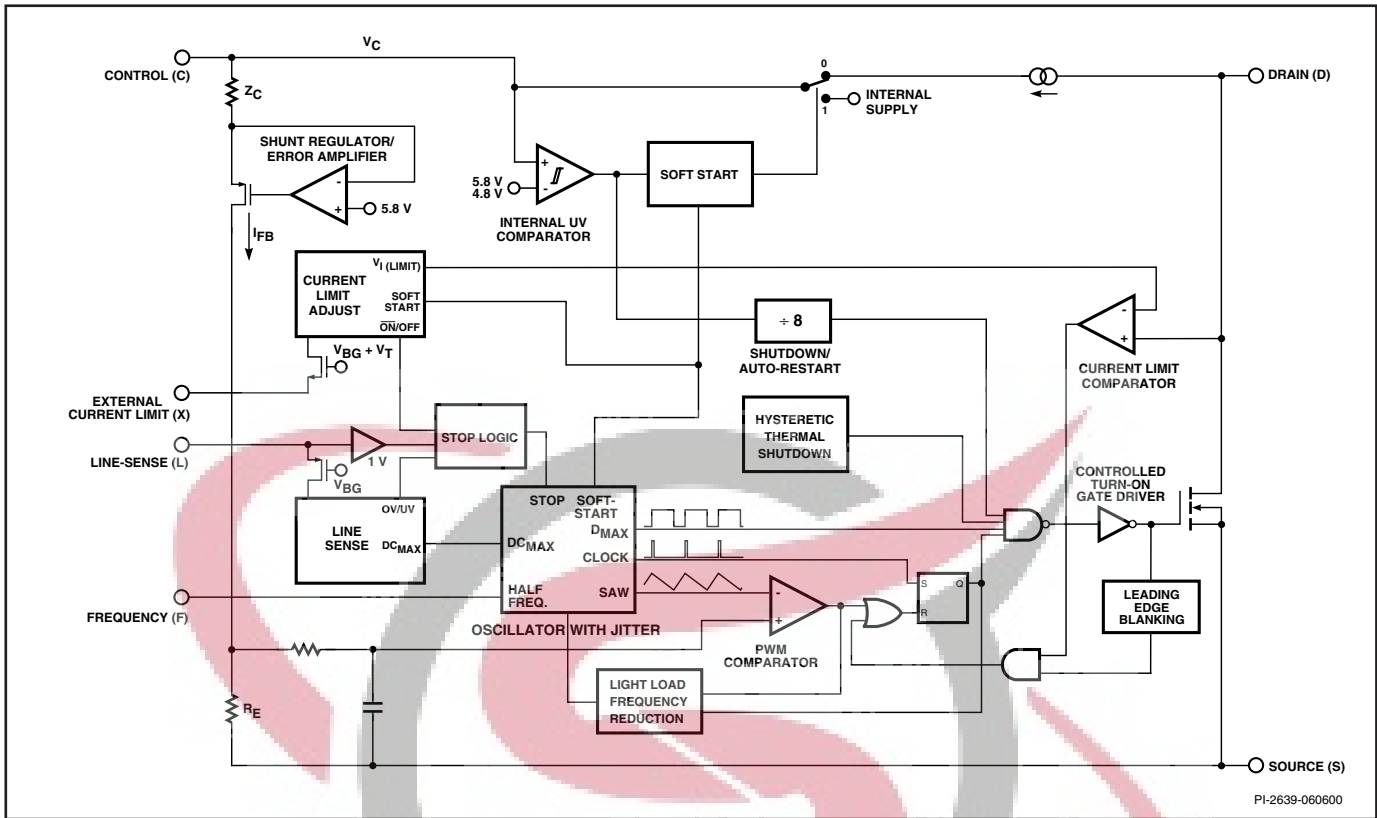 V_C
CONTROL (C)
Z_C
0
DRAIN (D)
INTERNAL
SUPPLY
1
SHUNT REGULATOR/
ERROR AMPLIFIER
-
+
5.8 V
I_FB
+
-
5.8 V
4.8 V
INTERNAL UV
COMPARATOR
SOFT START
CURRENT
LIMIT
ADJUST
V_I (LIMIT)
SOFT
START
O̅N̅/OFF
V_BG + V_T
÷ 8
SHUTDOWN/
AUTO-RESTART
-
+
CURRENT LIMIT
COMPARATOR
EXTERNAL
CURRENT LIMIT (X)
HYSTERETIC
THERMAL
SHUTDOWN
STOP LOGIC
LINE-SENSE (L)
1 V
V_BG
CONTROLLED
TURN-ON
GATE DRIVER
OV/UV
LINE
SENSE
DC_MAX
STOP
SOFT-
START
D_MAX
DC_MAX
CLOCK
HALF
FREQ.
SAW
OSCILLATOR WITH JITTER
FREQUENCY (F)
-
+
PWM
COMPARATOR
S
Q
R
LEADING
EDGE
BLANKING
LIGHT LOAD
FREQUENCY
REDUCTION
R_E
SOURCE (S)
PI-2639-060600